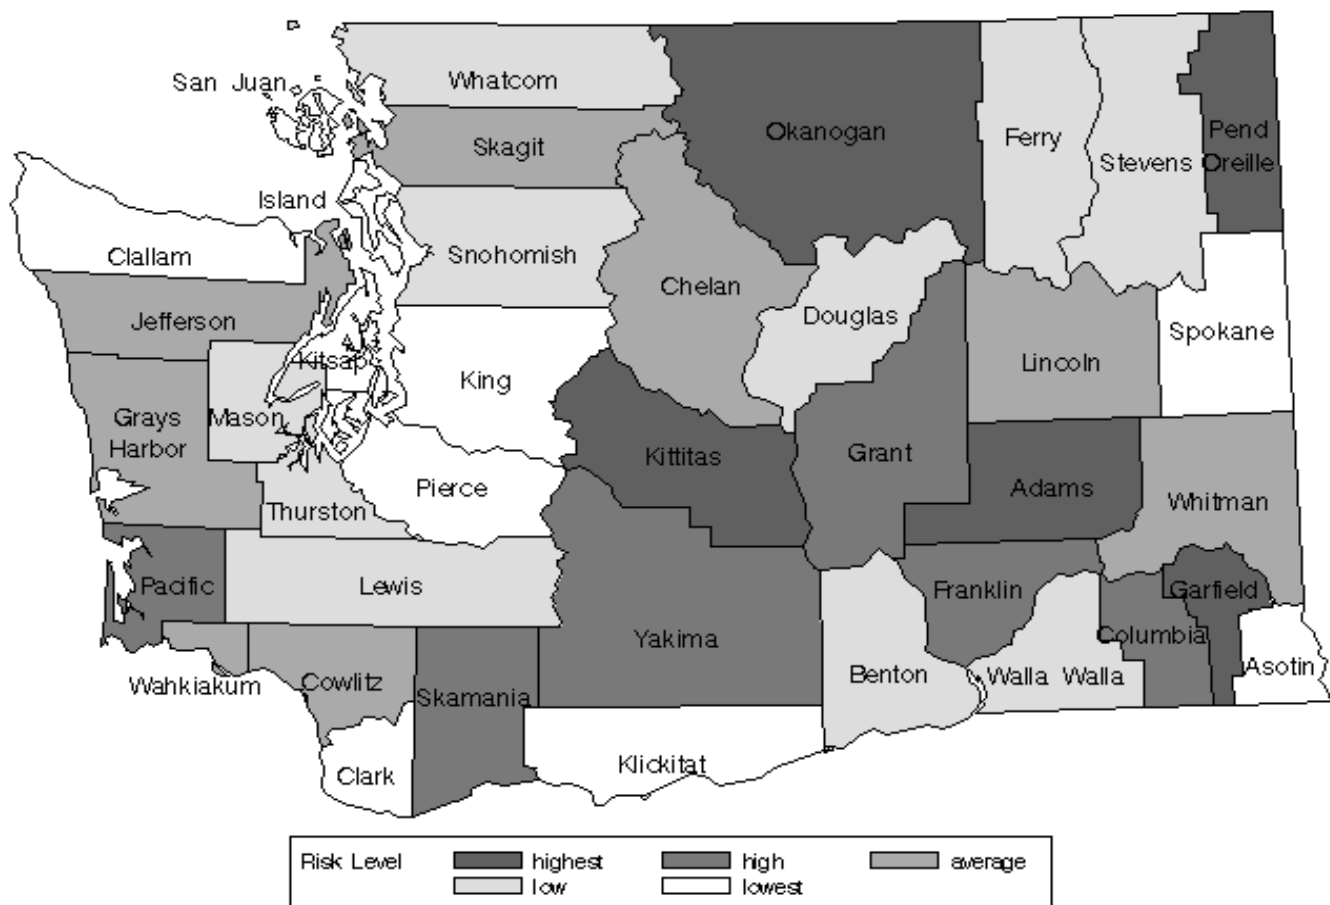 San Juan
Whatcom
Okanogan
Ferry
Stevens
Pend
Oreille
Skagit
Island
Clallam
Snohomish
Chelan
Douglas
Jefferson
Kitsap
King
Lincoln
Spokane
Grays
Harbor
Mason
Kittitas
Grant
Adams
Pierce
Thurston
Whitman
Pacific
Lewis
Yakima
Franklin
Garfield
Columbia
Wahkiakum
Cowlitz
Skamania
Benton
Walla Walla
Asotin
Clark
Klickitat
Risk Level highest high average
low lowest